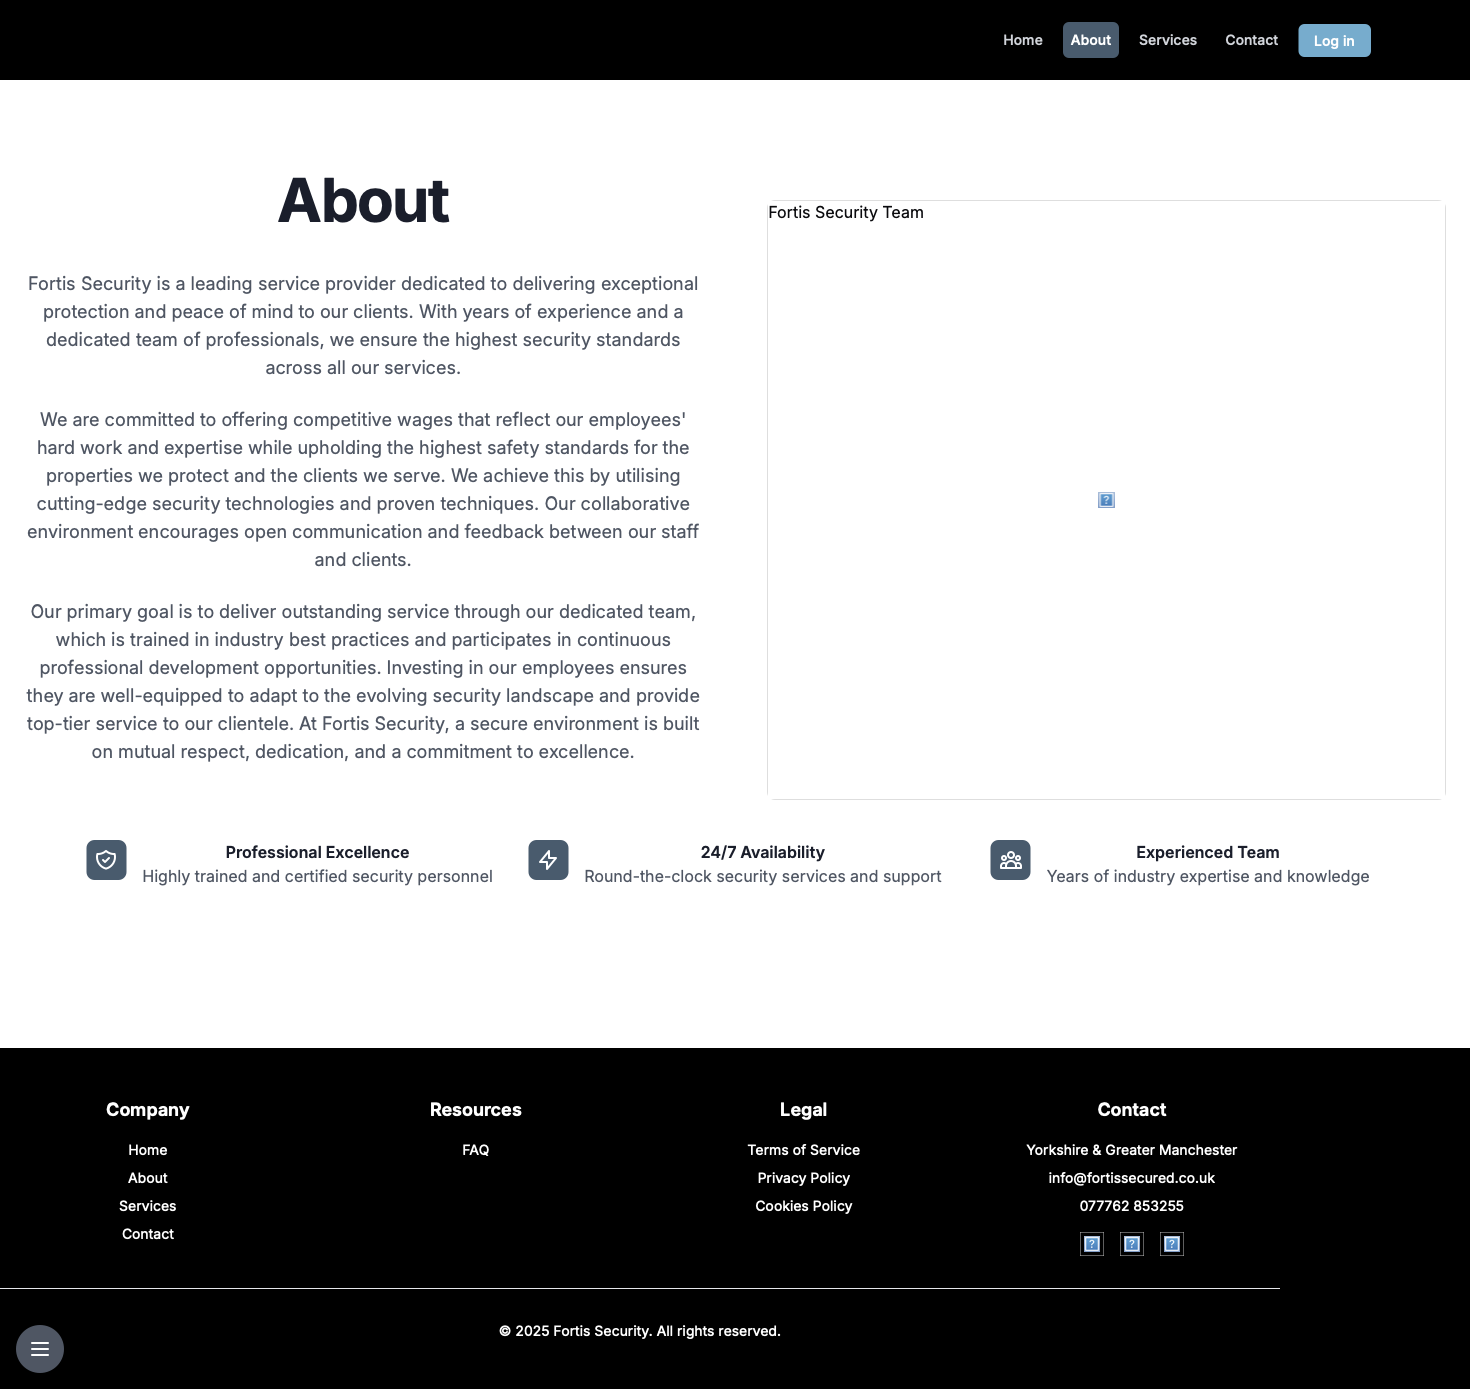 Home
About
Services
Contact
Log in
About
Fortis Security Team
Fortis Security is a leading service provider dedicated to delivering exceptional
protection and peace of mind to our clients. With years of experience and a
dedicated team of professionals, we ensure the highest security standards
across all our services.
We are committed to offering competitive wages that reflect our employees'
hard work and expertise while upholding the highest safety standards for the
properties we protect and the clients we serve. We achieve this by utilising
cutting-edge security technologies and proven techniques. Our collaborative
environment encourages open communication and feedback between our staff
and clients.
Our primary goal is to deliver outstanding service through our dedicated team,
which is trained in industry best practices and participates in continuous
professional development opportunities. Investing in our employees ensures
they are well-equipped to adapt to the evolving security landscape and provide
top-tier service to our clientele. At Fortis Security, a secure environment is built
on mutual respect, dedication, and a commitment to excellence.
Professional Excellence
Highly trained and certified security personnel
24/7 Availability
Round-the-clock security services and support
Experienced Team
Years of industry expertise and knowledge
Company
Home
About
Services
Contact
Resources
FAQ
Legal
Terms of Service
Privacy Policy
Cookies Policy
Contact
Yorkshire & Greater Manchester
info@fortissecured.co.uk
077762 853255
© 2025 Fortis Security. All rights reserved.